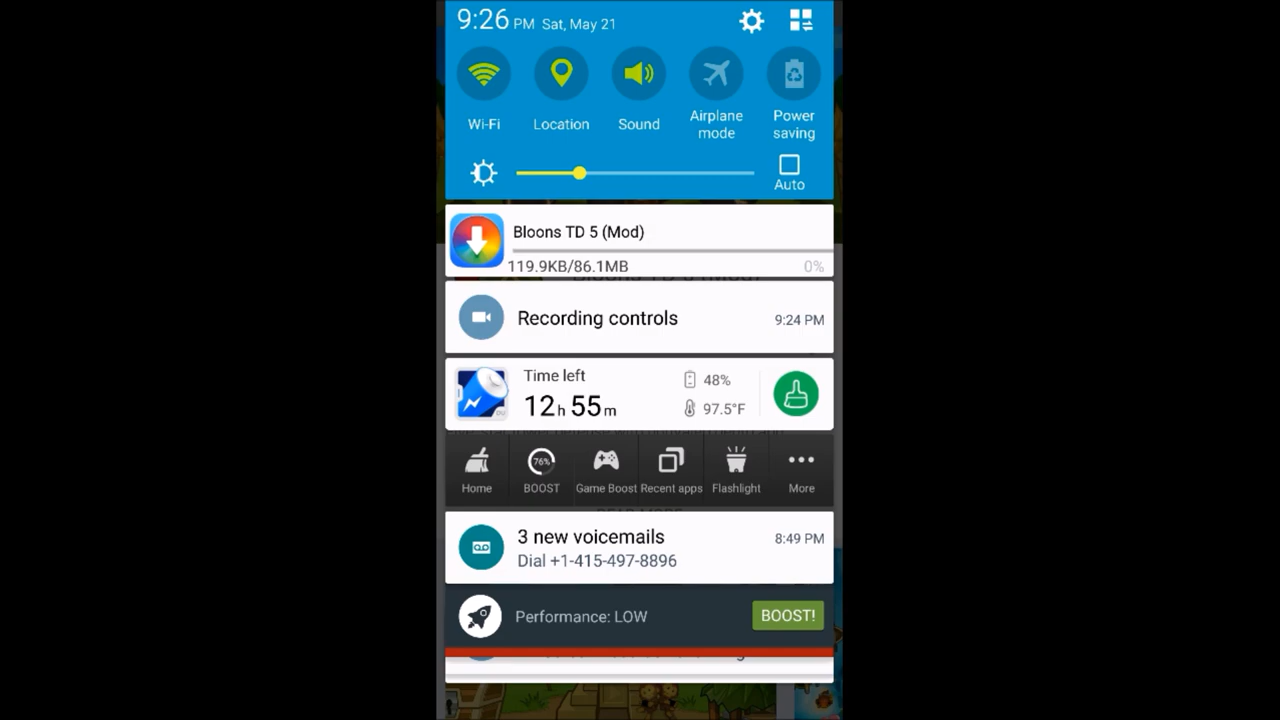 9:26 PM Sat, May 21
Wi-Fi
Location
Sound
Airplane
mode
Power
saving
Auto
Bloons TD 5 (Mod)
119.9KB/86.1MB 0%
Recording controls 9:24 PM
Time left
12h 55m
48%
97.5°F
76%
Home
BOOST
Game Boost
Recent apps
Flashlight
More
READ MORE
3 new voicemails 8:49 PM
Dial +1-415-497-8896
Performance: LOW BOOST!